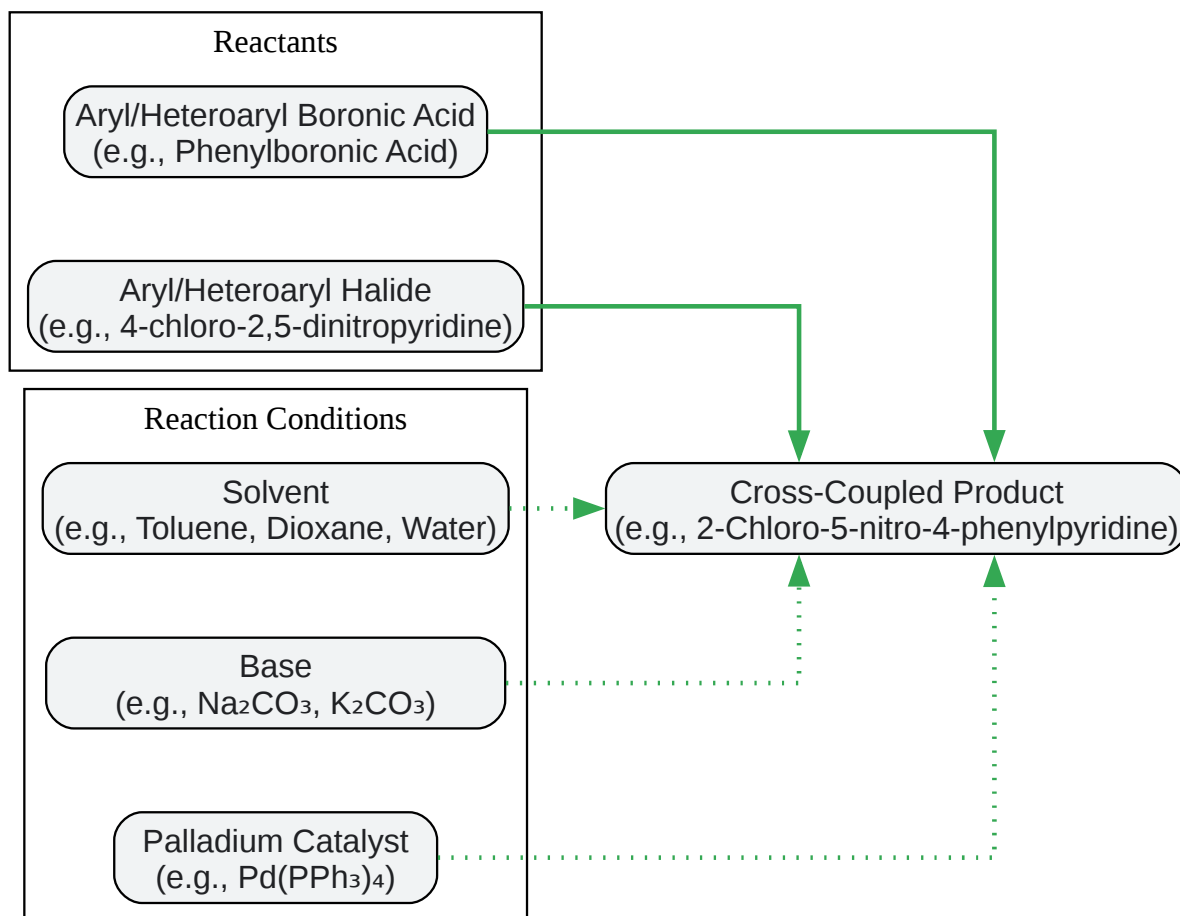 Reactants
Aryl/Heteroaryl Boronic Acid
(e.g., Phenylboronic Acid)
Aryl/Heteroaryl Halide
(e.g., 4-chloro-2,5-dinitropyridine)
Reaction Conditions
Solvent
(e.g., Toluene, Dioxane, Water)
Cross-Coupled Product
(e.g., 2-Chloro-5-nitro-4-phenylpyridine)
Base
(e.g., Na₂CO₃, K₂CO₃)
Palladium Catalyst
(e.g., Pd(PPh₃)₄)